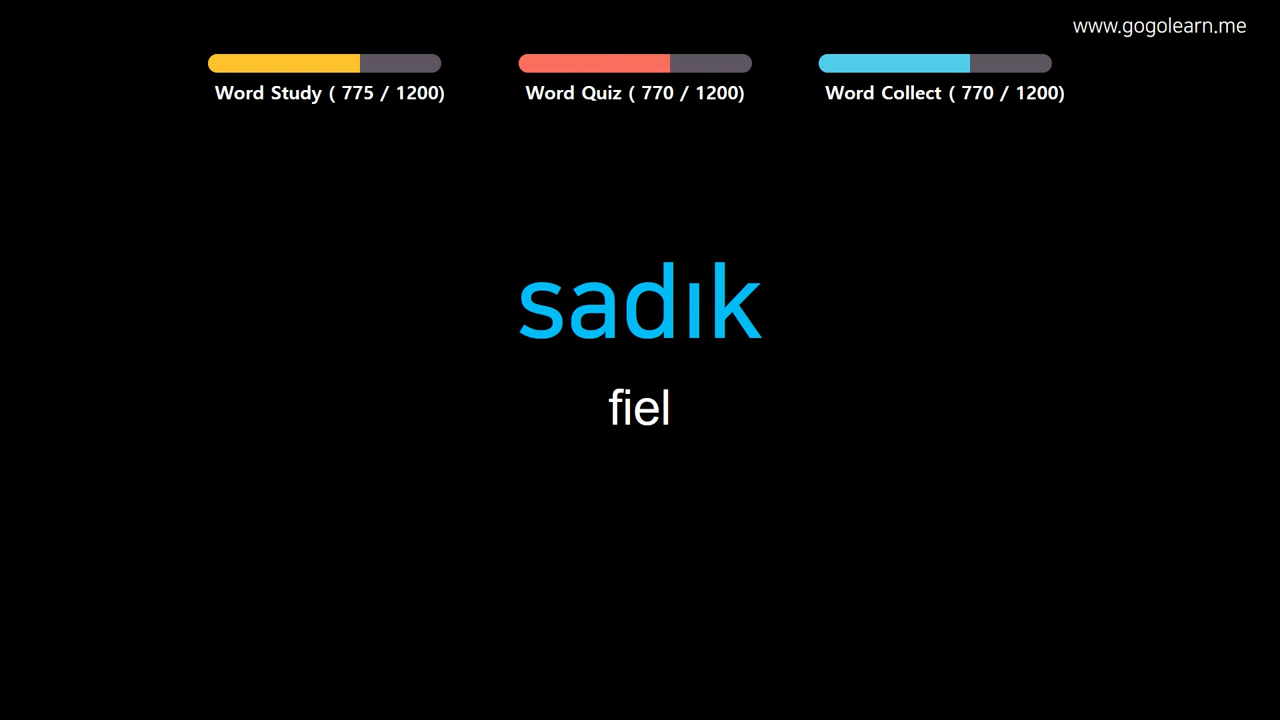 www.gogolearn.me
Word Study ( 775 / 1200)
Word Quiz ( 770 / 1200)
Word Collect ( 770 / 1200)
sadık
fiel